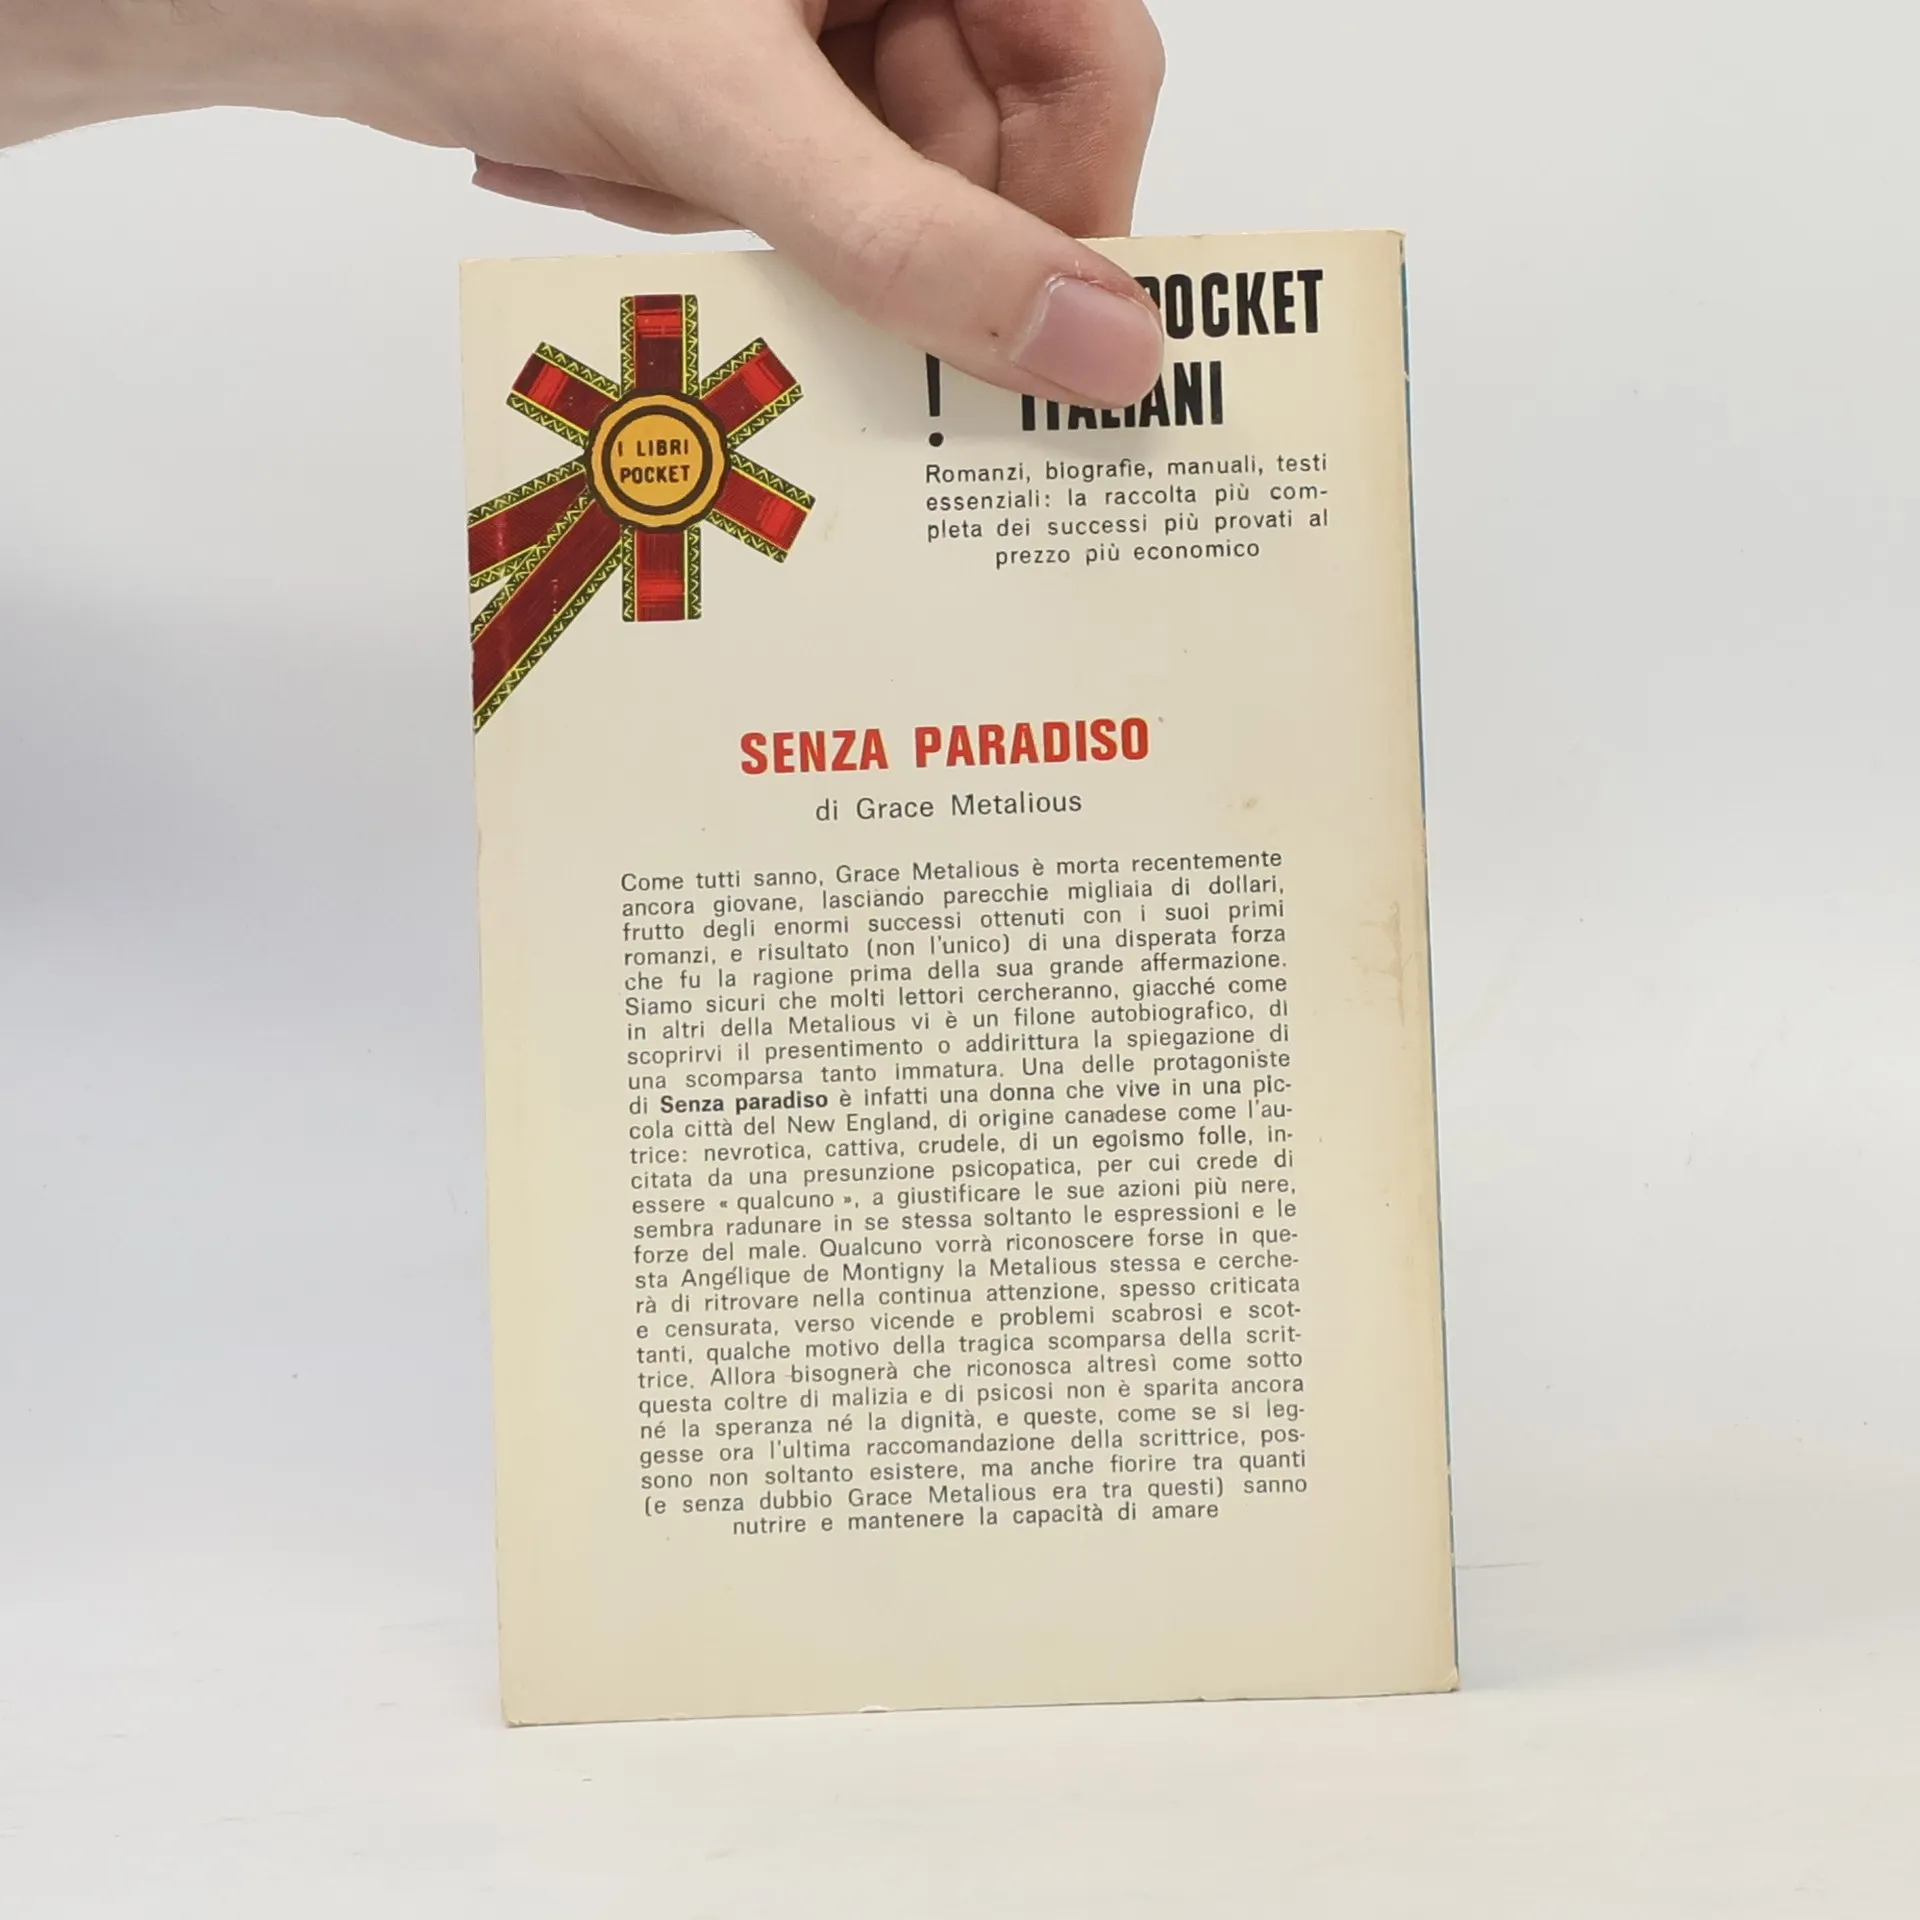 I LIBRI
POCKET
POCKET
! ITALIANI
Romanzi, biografie, manuali, testi
essenziali: la raccolta più com-
pleta dei successi più provati al
prezzo più economico
SENZA PARADISO
di Grace Metalious
Come tutti sanno, Grace Metalious è morta recentemente
ancora giovane, lasciando parecchie migliaia di dollari,
frutto degli enormi successi ottenuti con i suoi primi
romanzi, e risultato (non l'unico) di una disperata forza
che fu la ragione prima della sua grande affermazione.
Siamo sicuri che molti lettori cercheranno, giacché come
in altri della Metalious vi è un filone autobiografico, di
scoprirvi il presentimento o addirittura la spiegazione di
una scomparsa tanto immatura. Una delle protagoniste
di Senza paradiso è infatti una donna che vive in una pic-
cola città del New England, di origine canadese come l'au-
trice: nevrotica, cattiva, crudele, di un egoismo folle, in-
citata da una presunzione psicopatica, per cui crede di
essere « qualcuno », a giustificare le sue azioni più nere,
sembra radunare in se stessa soltanto le espressioni e le
forze del male. Qualcuno vorrà riconoscere forse in que-
sta Angélique de Montigny la Metalious stessa e cerche-
rà di ritrovare nella continua attenzione, spesso criticata
e censurata, verso vicende e problemi scabrosi e scot-
tanti, qualche motivo della tragica scomparsa della scrit-
trice. Allora bisognerà che riconosca altresì come sotto
questa coltre di malizia e di psicosi non è sparita ancora
né la speranza né la dignità, e queste, come se si leg-
gesse ora l'ultima raccomandazione della scrittrice, pos-
sono non soltanto esistere, ma anche fiorire tra quanti
(e senza dubbio Grace Metalious era tra questi) sanno
nutrire e mantenere la capacità di amare